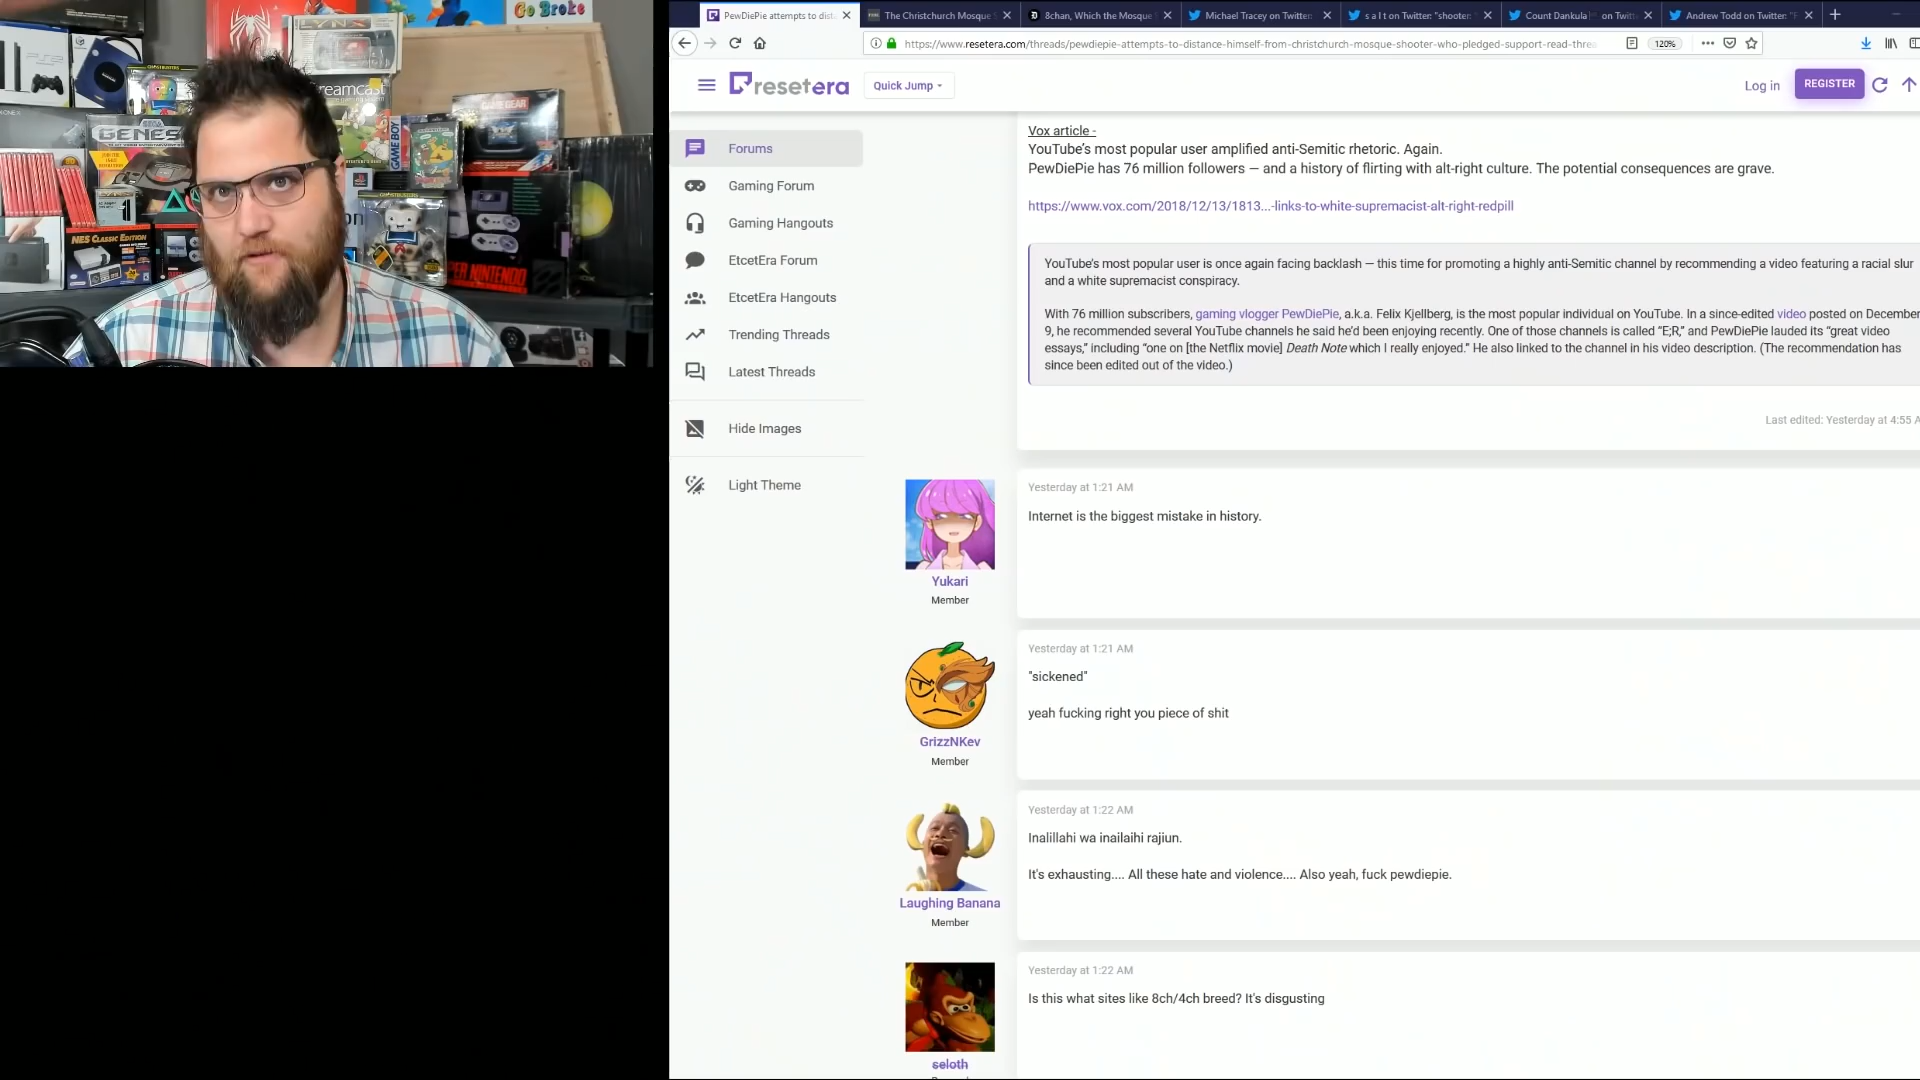 Go Broke
LYNX
Dreamcast
GAME GEAR
GENES
GAME BOY
NES CLASSIC EDITION
SUPER NINTENDO
PewDiePie attempts to dist
The Christchurch Mosque S
8chan, Which the Mosque
Michael Tracey on Twitter:
s a l t on Twitter: "shooter:
Count Dankula on Twitt
Andrew Todd on Twitter: "F
https://www.resetera.com/threads/pewdiepie-attempts-to-distance-himself-from-christchurch-mosque-shooter-who-pledged-support-read-threa
120%
resetera
Quick Jump
Log in
REGISTER
Forums
Gaming Forum
Gaming Hangouts
EtcetEra Forum
EtcetEra Hangouts
Trending Threads
Latest Threads
Hide Images
Light Theme
Vox article -
YouTube's most popular user amplified anti-Semitic rhetoric. Again.
PewDiePie has 76 million followers — and a history of flirting with alt-right culture. The potential consequences are grave.
https://www.vox.com/2018/12/13/1813...-links-to-white-supremacist-alt-right-redpill
YouTube's most popular user is once again facing backlash — this time for promoting a highly anti-Semitic channel by recommending a video featuring a racial slur
and a white supremacist conspiracy.
With 76 million subscribers, gaming vlogger PewDiePie, a.k.a. Felix Kjellberg, is the most popular individual on YouTube. In a since-edited video posted on December
9, he recommended several YouTube channels he said he'd been enjoying recently. One of those channels is called "E;R," and PewDiePie lauded its "great video
essays," including "one on [the Netflix movie] Death Note which I really enjoyed." He also linked to the channel in his video description. (The recommendation has
since been edited out of the video.)
Last edited: Yesterday at 4:55 A
Yesterday at 1:21 AM
Internet is the biggest mistake in history.
Yukari
Member
Yesterday at 1:21 AM
"sickened"
yeah fucking right you piece of shit
GrizzNKev
Member
Yesterday at 1:22 AM
Inalillahi wa inailaihi rajiun.
It's exhausting.... All these hate and violence.... Also yeah, fuck pewdiepie.
Laughing Banana
Member
Yesterday at 1:22 AM
Is this what sites like 8ch/4ch breed? It's disgusting
seloth